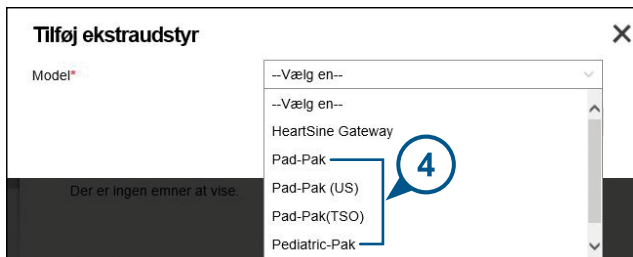 Tilføj ekstraudstyr
Model*
--Vælg en--
--Vælg en--
HeartSine Gateway
Pad-Pak
4
Der er ingen emner at vise.
Pad-Pak (US)
Pad-Pak(TSO)
Pediatric-Pak